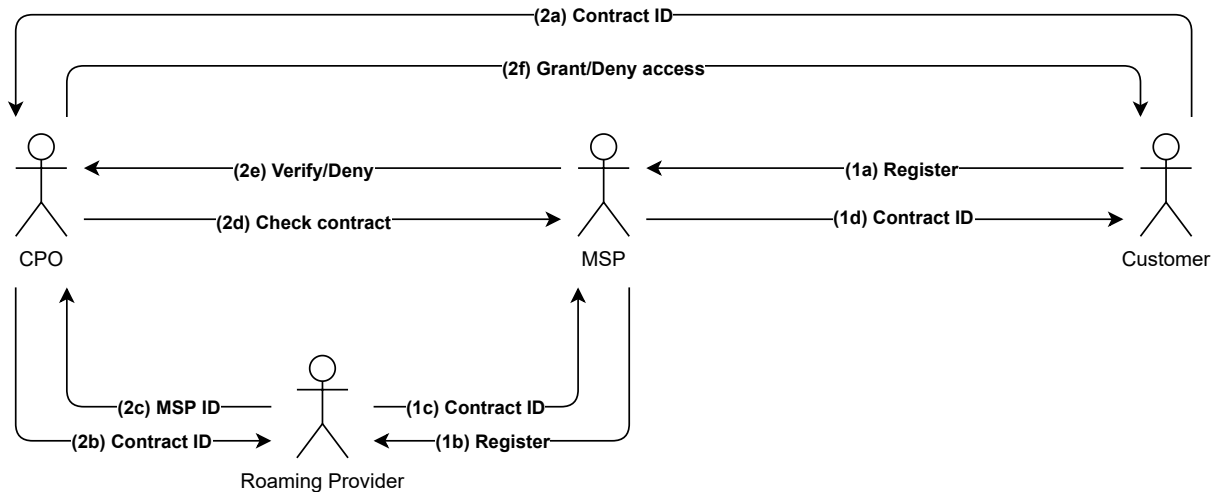 (2a) Contract ID
(2f) Grant/Deny access
(2e) Verify/Deny
(1a) Register
(2d) Check contract
(1d) Contract ID
CPO
MSP
Customer
(2c) MSP ID
(1c) Contract ID
(2b) Contract ID
(1b) Register
Roaming Provider